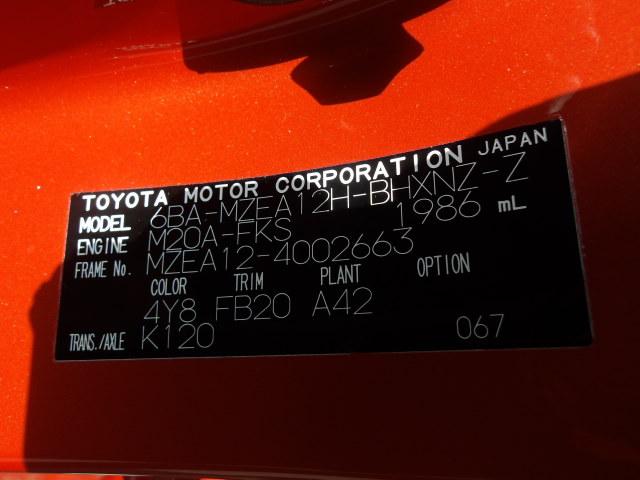 TOYOTA MOTOR CORPORATION JAPAN
MODEL 6BA-MZEA12H-BHXNZ-Z
ENGINE M20A-FKS 1986 mL
FRAME No. MZEA12-4002663
COLOR TRIM PLANT OPTION
4Y8 FB20 A42
TRANS./AXLE K120 067